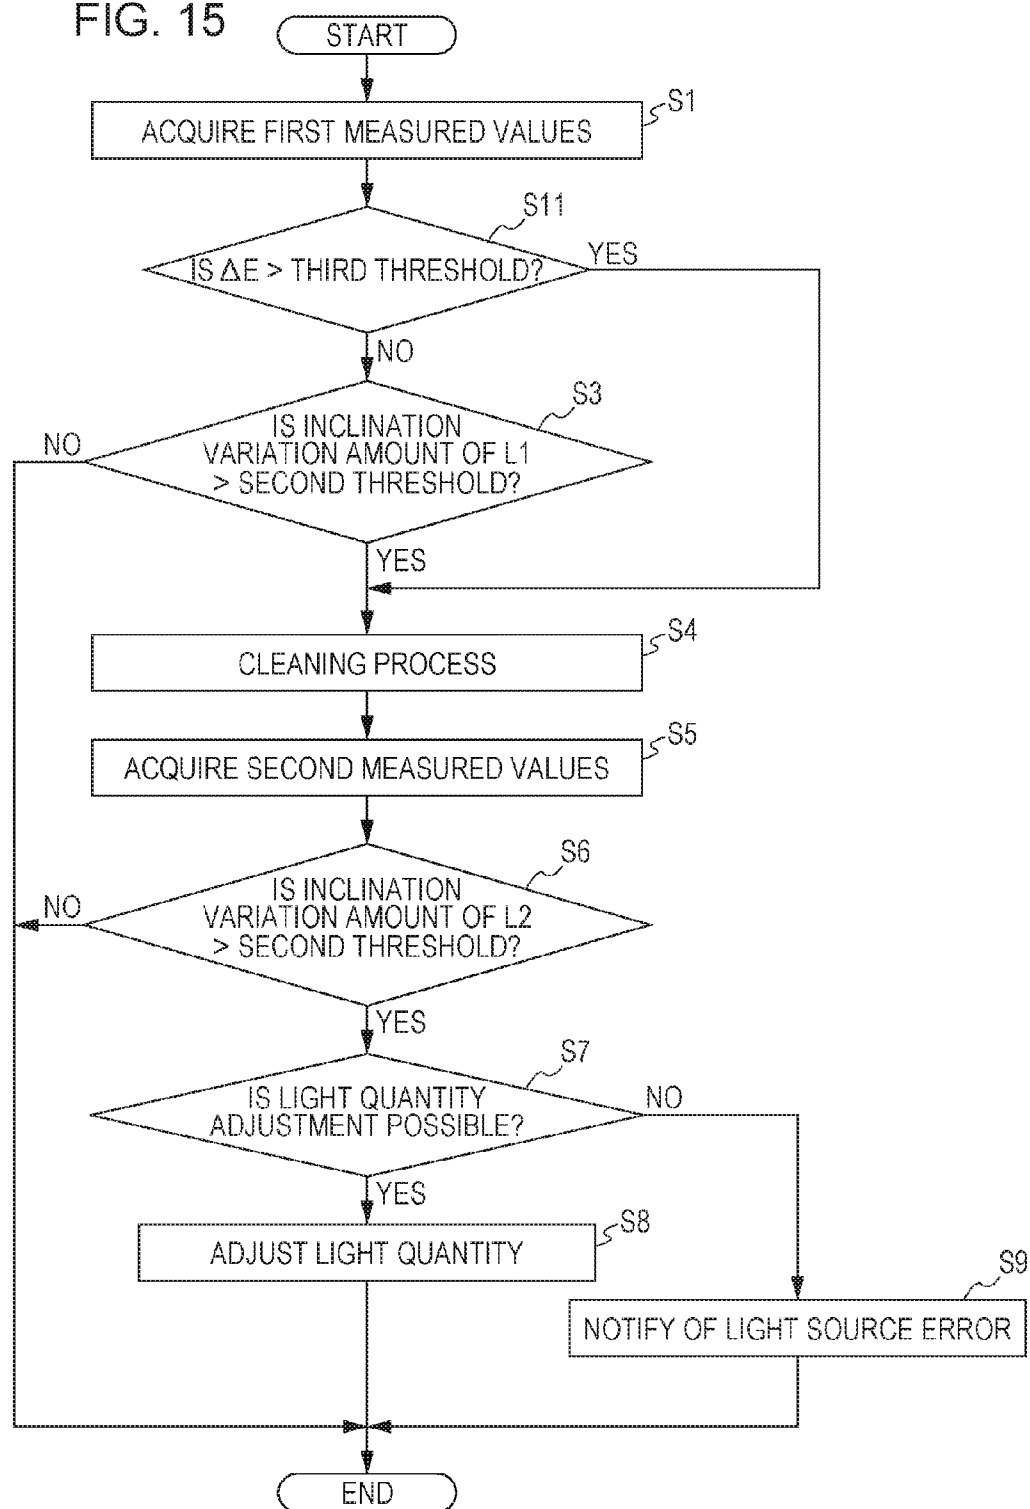 FIG. 15
START
S1
ACQUIRE FIRST MEASURED VALUES
S11
IS ΔE > THIRD THRESHOLD?
YES
NO
S3
IS INCLINATION
VARIATION AMOUNT OF L1
> SECOND THRESHOLD?
NO
YES
S4
CLEANING PROCESS
S5
ACQUIRE SECOND MEASURED VALUES
S6
IS INCLINATION
VARIATION AMOUNT OF L2
> SECOND THRESHOLD?
NO
YES
S7
IS LIGHT QUANTITY
ADJUSTMENT POSSIBLE?
NO
YES
S8
ADJUST LIGHT QUANTITY
S9
NOTIFY OF LIGHT SOURCE ERROR
END